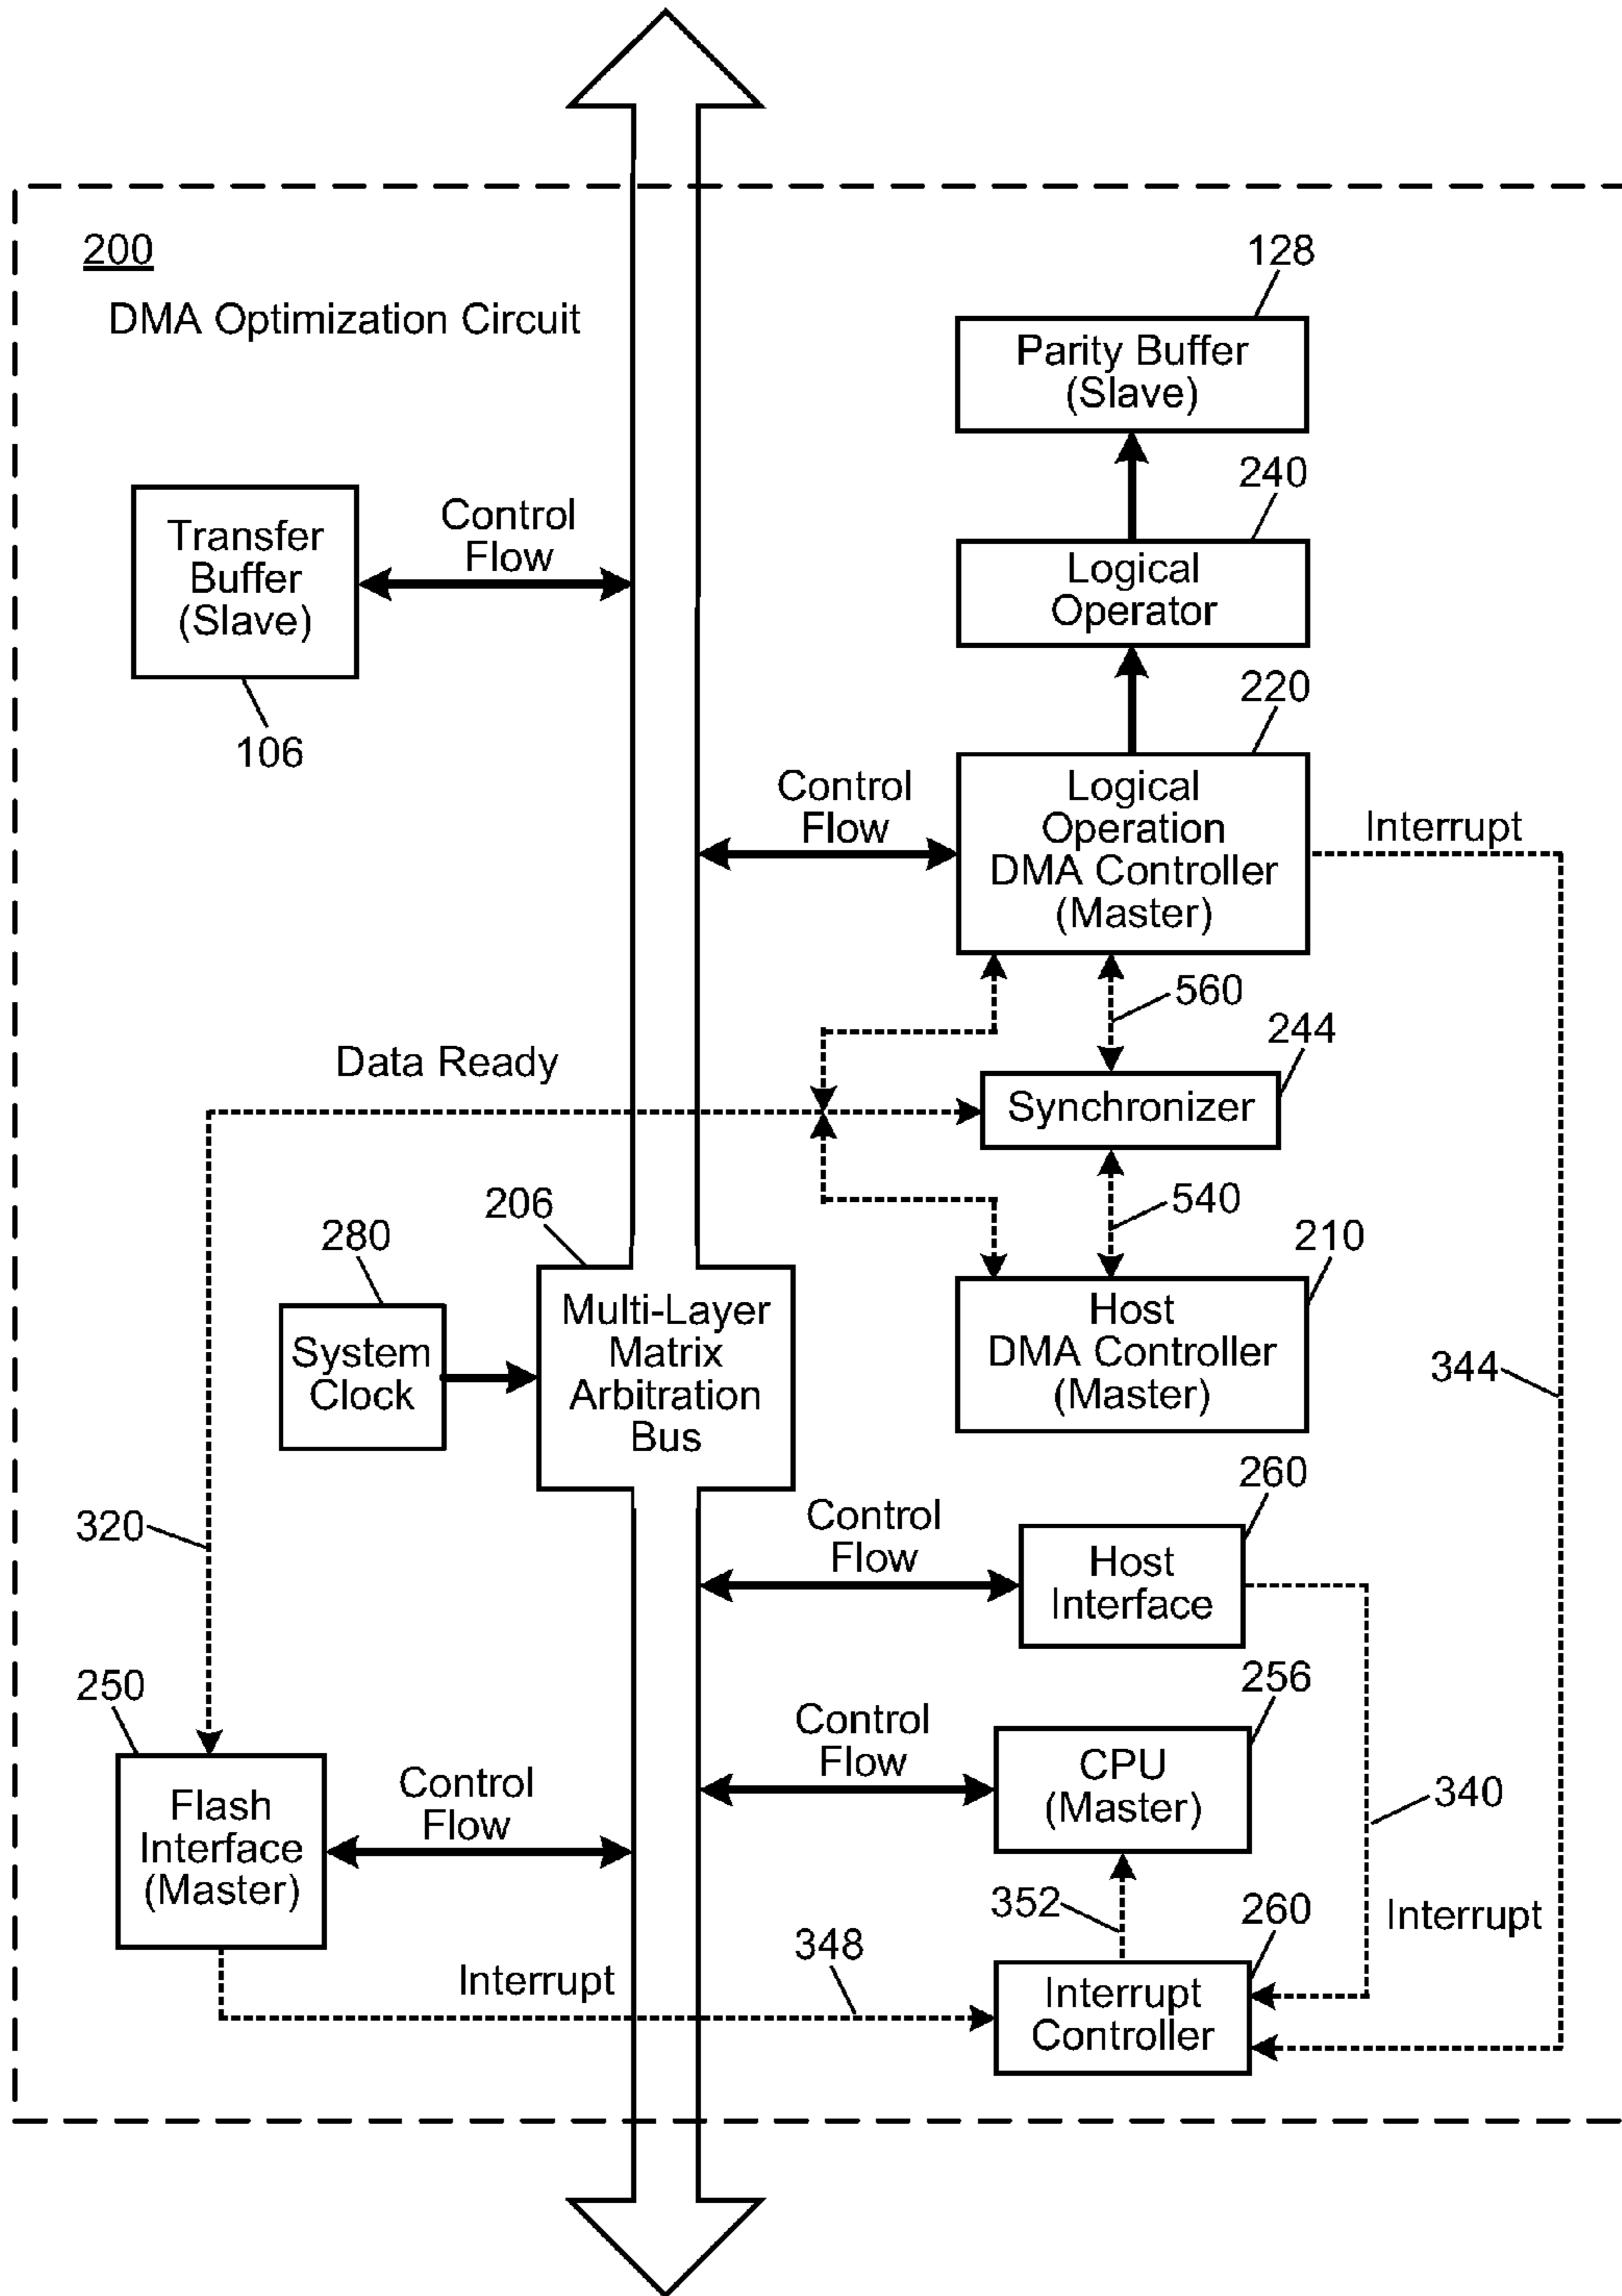 200
DMA Optimization Circuit
128
Parity Buffer
(Slave)
240
Logical
Operator
Transfer
Buffer
(Slave)
106
Control
Flow
220
Logical
Operation
DMA Controller
(Master)
Control
Flow
Interrupt
560
244
Synchronizer
Data Ready
540
206
280
System
Clock
Multi-Layer
Matrix
Arbitration
Bus
210
Host
DMA Controller
(Master)
344
320
260
Control
Flow
Host
Interface
250
256
Control
Flow
CPU
(Master)
340
Flash
Interface
(Master)
Control
Flow
352
260
Interrupt
348
Interrupt
Interrupt
Controller